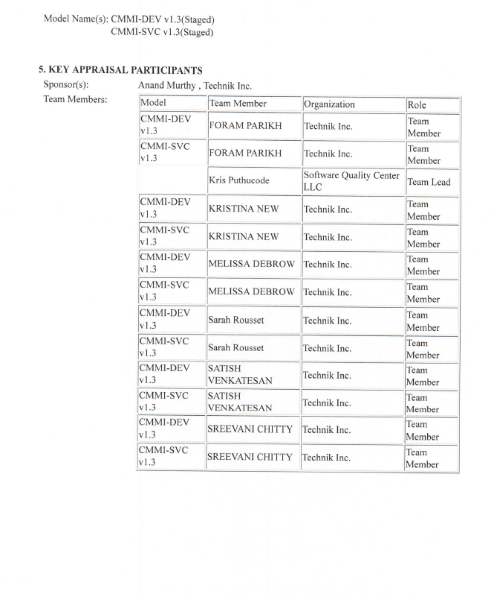 Model Name(s): CMMI-DEV v1.3(Staged)
CMMI-SVC v1.3(Staged)
5. KEY APPRAISAL PARTICIPANTS
Sponsor(s): Anand Murthy , Technik Inc.
Team Members:
Model Team Member Organization Role
CMMI-DEV v1.3 FORAM PARIKH Technik Inc. Team Member
CMMI-SVC v1.3 FORAM PARIKH Technik Inc. Team Member
Kris Puthucode Software Quality Center LLC Team Lead
CMMI-DEV v1.3 KRISTINA NEW Technik Inc. Team Member
CMMI-SVC v1.3 KRISTINA NEW Technik Inc. Team Member
CMMI-DEV v1.3 MELISSA DEBROW Technik Inc. Team Member
CMMI-SVC v1.3 MELISSA DEBROW Technik Inc. Team Member
CMMI-DEV v1.3 Sarah Rousset Technik Inc. Team Member
CMMI-SVC v1.3 Sarah Rousset Technik Inc. Team Member
CMMI-DEV v1.3 SATISH VENKATESAN Technik Inc. Team Member
CMMI-SVC v1.3 SATISH VENKATESAN Technik Inc. Team Member
CMMI-DEV v1.3 SREEVANI CHITTY Technik Inc. Team Member
CMMI-SVC v1.3 SREEVANI CHITTY Technik Inc. Team Member